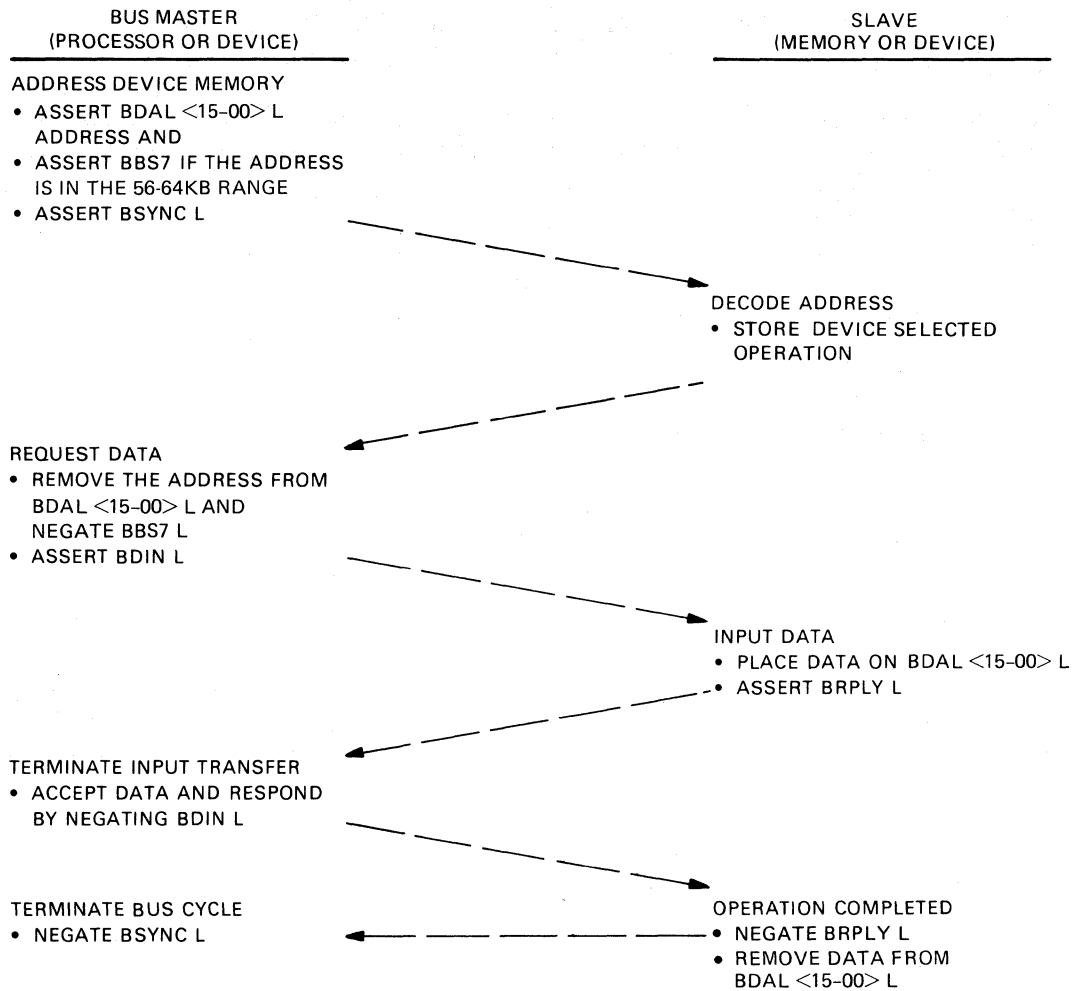 BUS MASTER
(PROCESSOR OR DEVICE)
SLAVE
(MEMORY OR DEVICE)
ADDRESS DEVICE MEMORY
• ASSERT BDAL <15-00> L
ADDRESS AND
• ASSERT BBS7 IF THE ADDRESS
IS IN THE 56-64KB RANGE
• ASSERT BSYNC L
DECODE ADDRESS
• STORE DEVICE SELECTED
OPERATION
REQUEST DATA
• REMOVE THE ADDRESS FROM
BDAL <15-00> L AND
NEGATE BBS7 L
• ASSERT BDIN L
INPUT DATA
• PLACE DATA ON BDAL <15-00> L
• ASSERT BRPLY L
TERMINATE INPUT TRANSFER
• ACCEPT DATA AND RESPOND
BY NEGATING BDIN L
OPERATION COMPLETED
• NEGATE BRPLY L
• REMOVE DATA FROM
BDAL <15-00> L
TERMINATE BUS CYCLE
• NEGATE BSYNC L